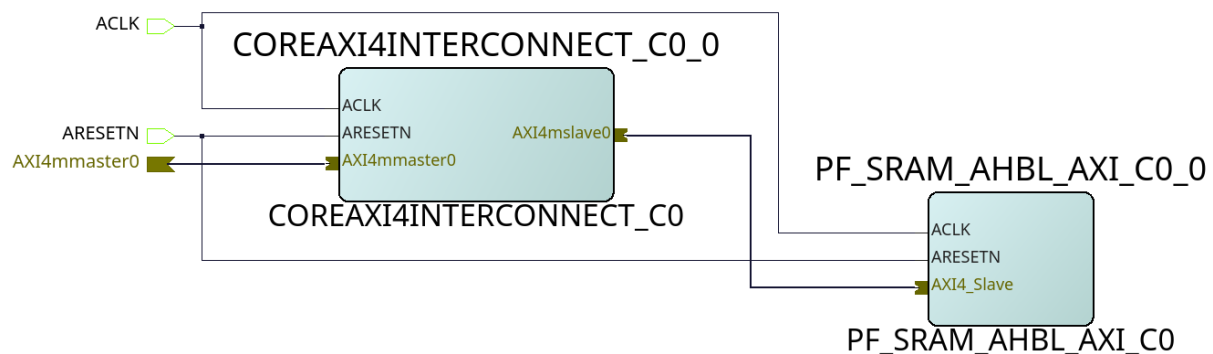 ACLK
COREAXI4INTERCONNECT_C0_0
ACLK
ARESETN
ARESETN
AXI4mslave0
AXI4mmaster0
AXI4mmaster0
COREAXI4INTERCONNECT_C0
PF_SRAM_AHBL_AXI_C0_0
ACLK
ARESETN
AXI4_Slave
PF_SRAM_AHBL_AXI_C0